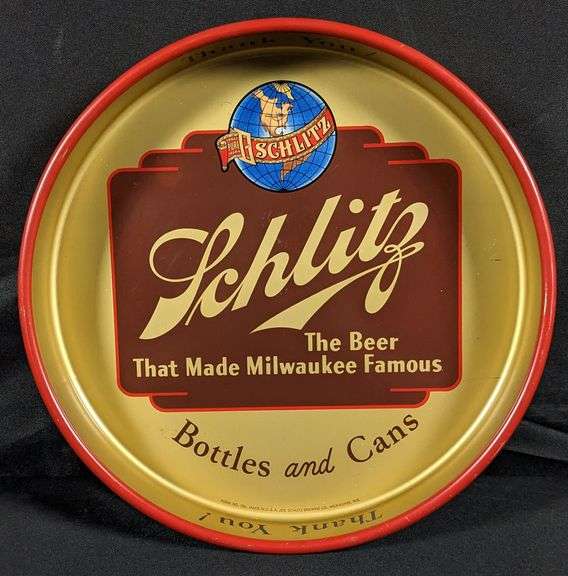 Thank You!
SCHLITZ
Schlitz
The Beer
That Made Milwaukee Famous
Bottles and Cans
Thank You!